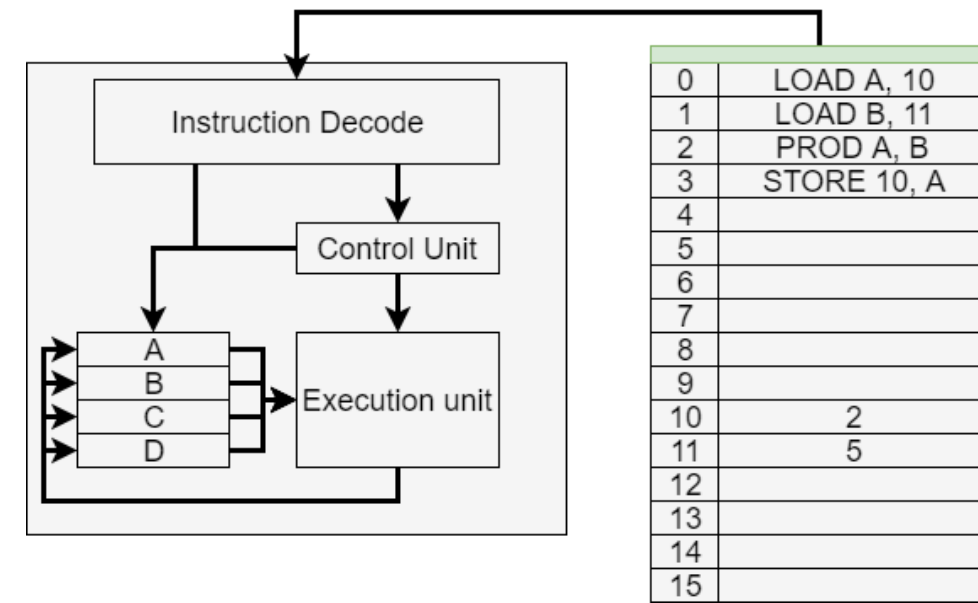 Instruction Decode
Control Unit
A
B
C
D
Execution unit
0 LOAD A, 10
1 LOAD B, 11
2 PROD A, B
3 STORE 10, A
4
5
6
7
8
9
10 2
11 5
12
13
14
15